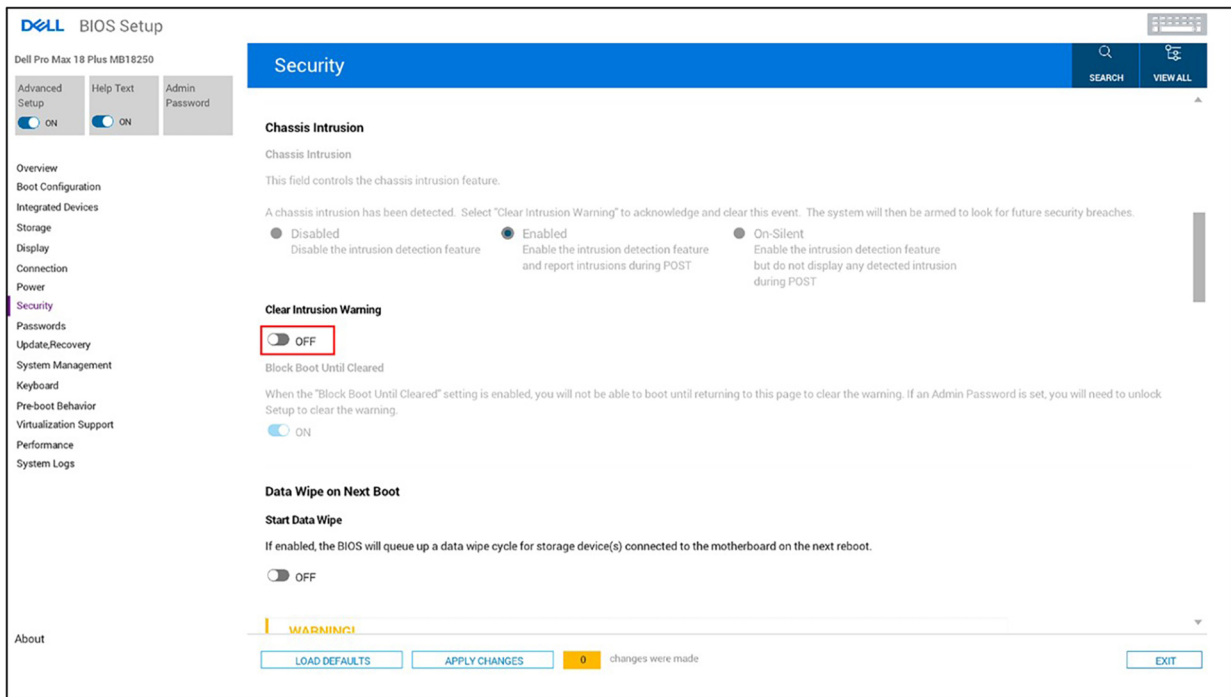 DELL BIOS Setup
Dell Pro Max 18 Plus MB18250
Advanced Setup
ON
Help Text
ON
Admin Password
Overview
Boot Configuration
Integrated Devices
Storage
Display
Connection
Power
Security
Passwords
Update,Recovery
System Management
Keyboard
Pre-boot Behavior
Virtualization Support
Performance
System Logs
About
Security
SEARCH
VIEW ALL
Chassis Intrusion
Chassis Intrusion
This field controls the chassis intrusion feature.
A chassis intrusion has been detected. Select "Clear Intrusion Warning" to acknowledge and clear this event. The system will then be armed to look for future security breaches.
Disabled
Disable the intrusion detection feature
Enabled
Enable the intrusion detection feature
and report intrusions during POST
On-Silent
Enable the intrusion detection feature
but do not display any detected intrusion
during POST
Clear Intrusion Warning
OFF
Block Boot Until Cleared
When the "Block Boot Until Cleared" setting is enabled, you will not be able to boot until returning to this page to clear the warning. If an Admin Password is set, you will need to unlock
Setup to clear the warning.
ON
Data Wipe on Next Boot
Start Data Wipe
If enabled, the BIOS will queue up a data wipe cycle for storage device(s) connected to the motherboard on the next reboot.
OFF
WARNING!
LOAD DEFAULTS
APPLY CHANGES
0 changes were made
EXIT